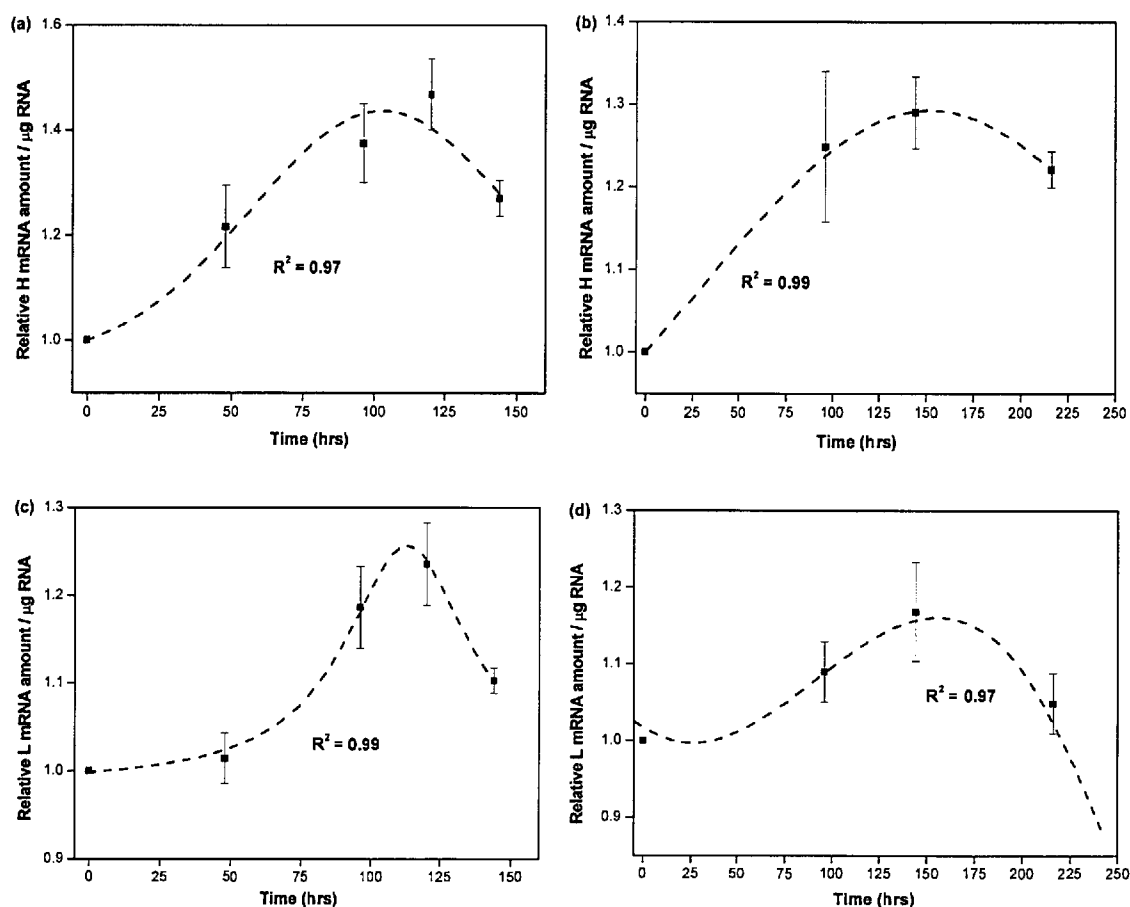 (a)
1.6
1.4
1.2
1.0
Relative H mRNA amount / µg RNA
R² = 0.97
0 25 50 75 100 125 150
Time (hrs)
(b)
1.4
1.3
1.2
1.1
1.0
Relative H mRNA amount / µg RNA
R² = 0.99
0 25 50 75 100 125 150 175 200 225 250
Time (hrs)
(c)
1.3
1.2
1.1
1.0
0.9
Relative L mRNA amount / µg RNA
R² = 0.99
0 25 50 75 100 125 150
Time (hrs)
(d)
1.3
1.2
1.1
1.0
0.9
Relative L mRNA amount / µg RNA
R² = 0.97
0 25 50 75 100 125 150 175 200 225 250
Time (hrs)